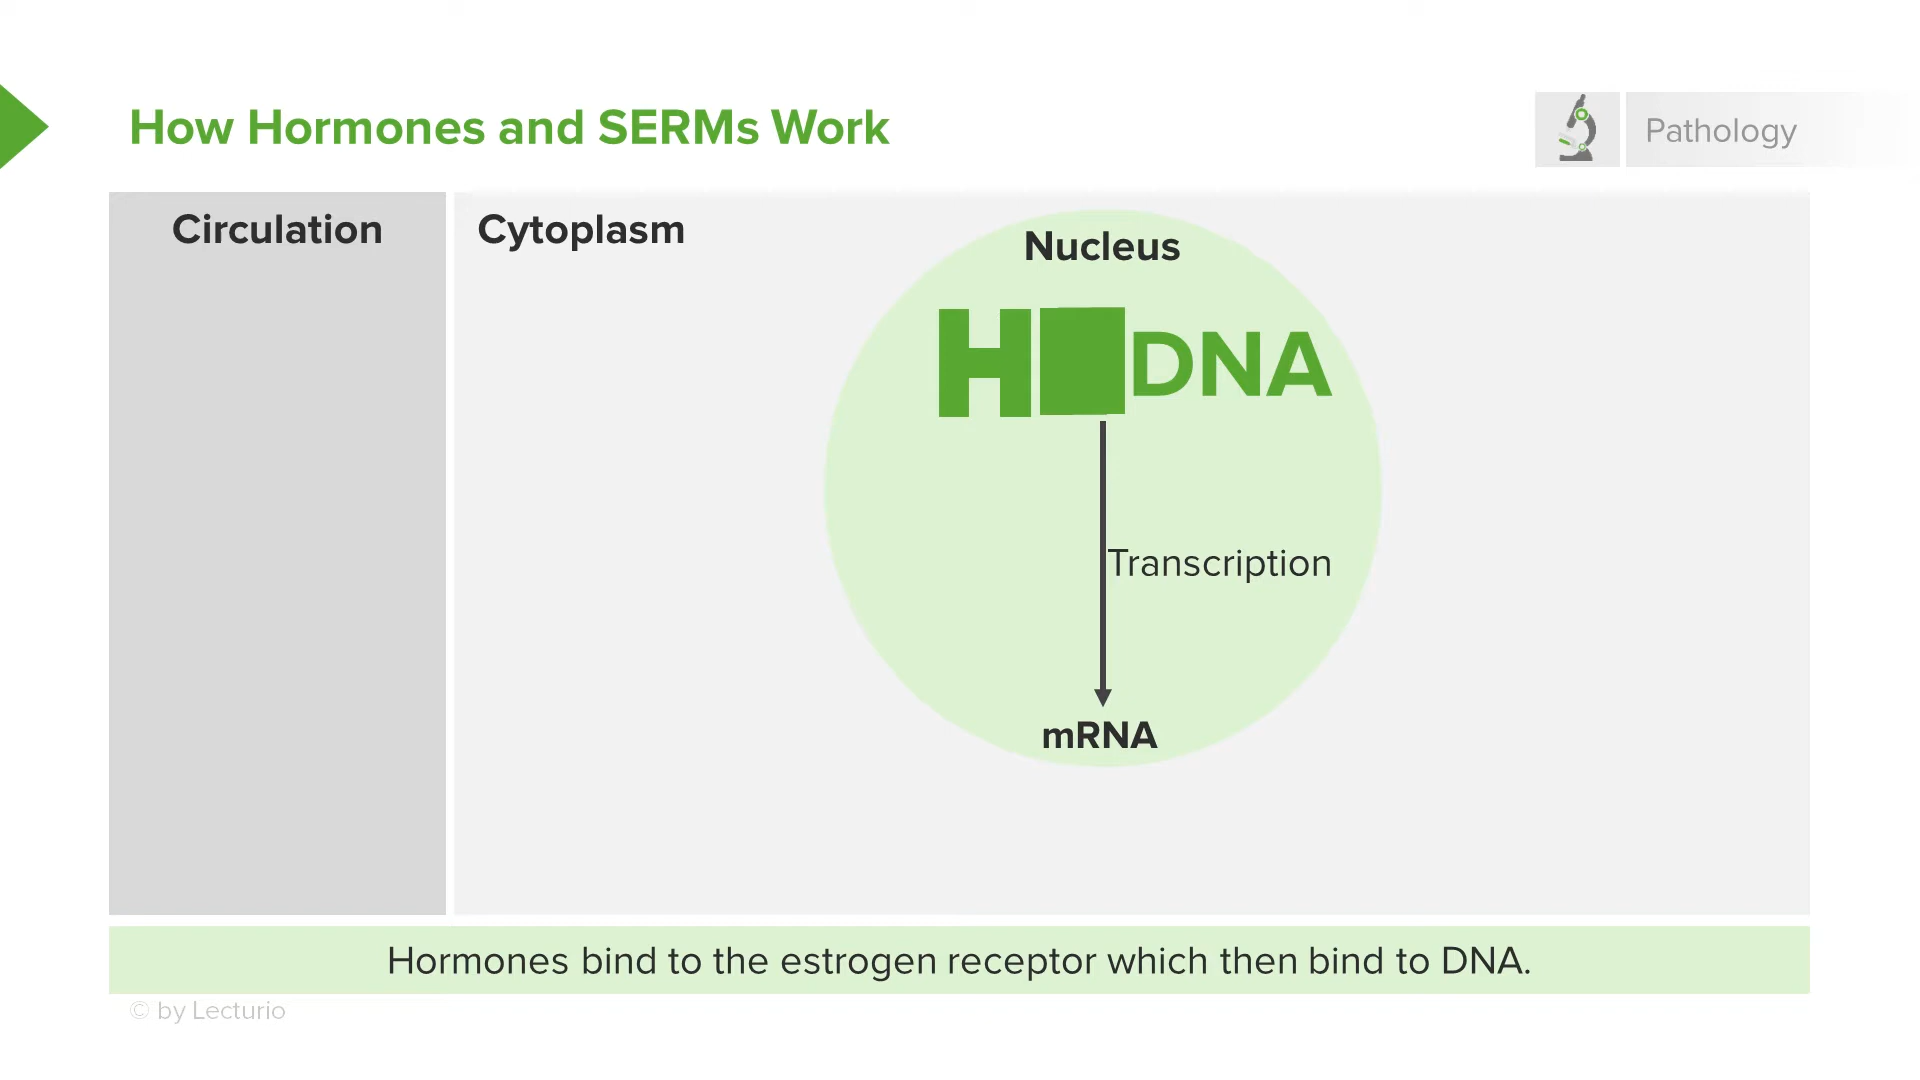 How Hormones and SERMs Work
Pathology
Circulation
Cytoplasm
Nucleus
H DNA
Transcription
mRNA
Hormones bind to the estrogen receptor which then bind to DNA.
© by Lecturio